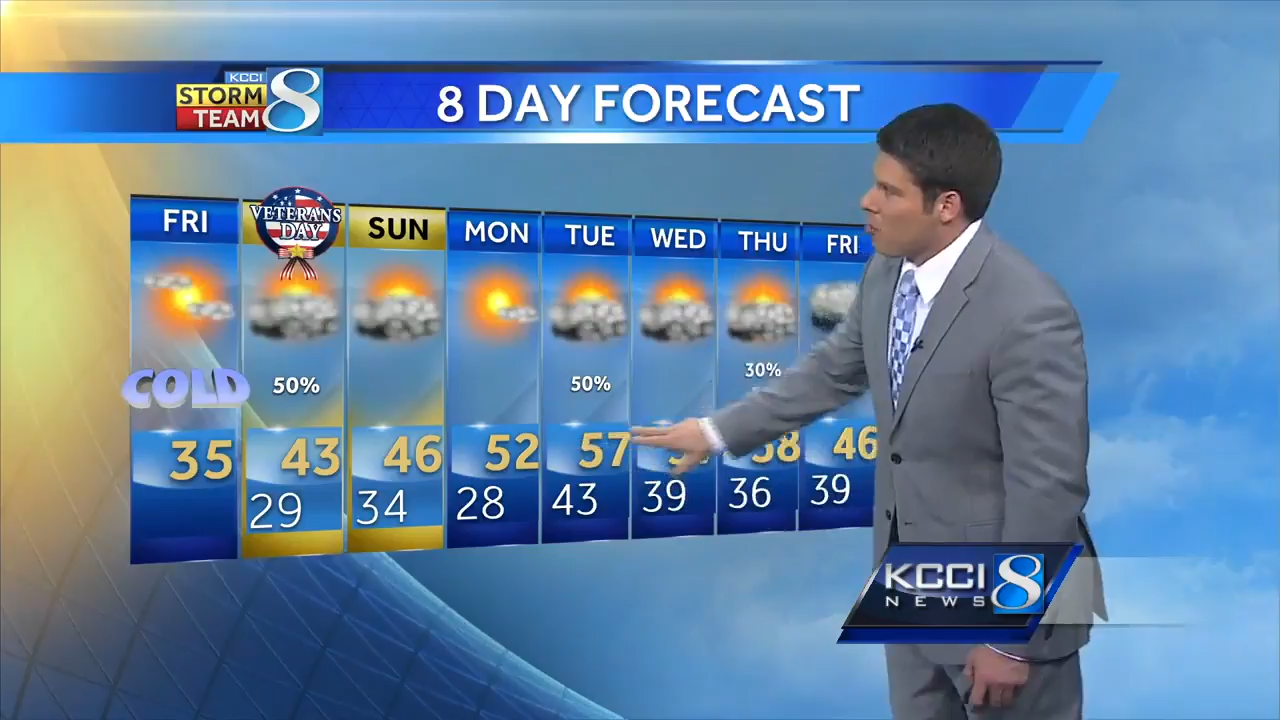 KCCI
STORM
TEAM
8
8 DAY FORECAST
FRI
VETERANS
DAY
SUN
MON
TUE
WED
THU
FRI
COLD
50%
50%
30%
35
43
46
52
57
46
29
34
28
43
39
36
39
KCCI 8
NEWS